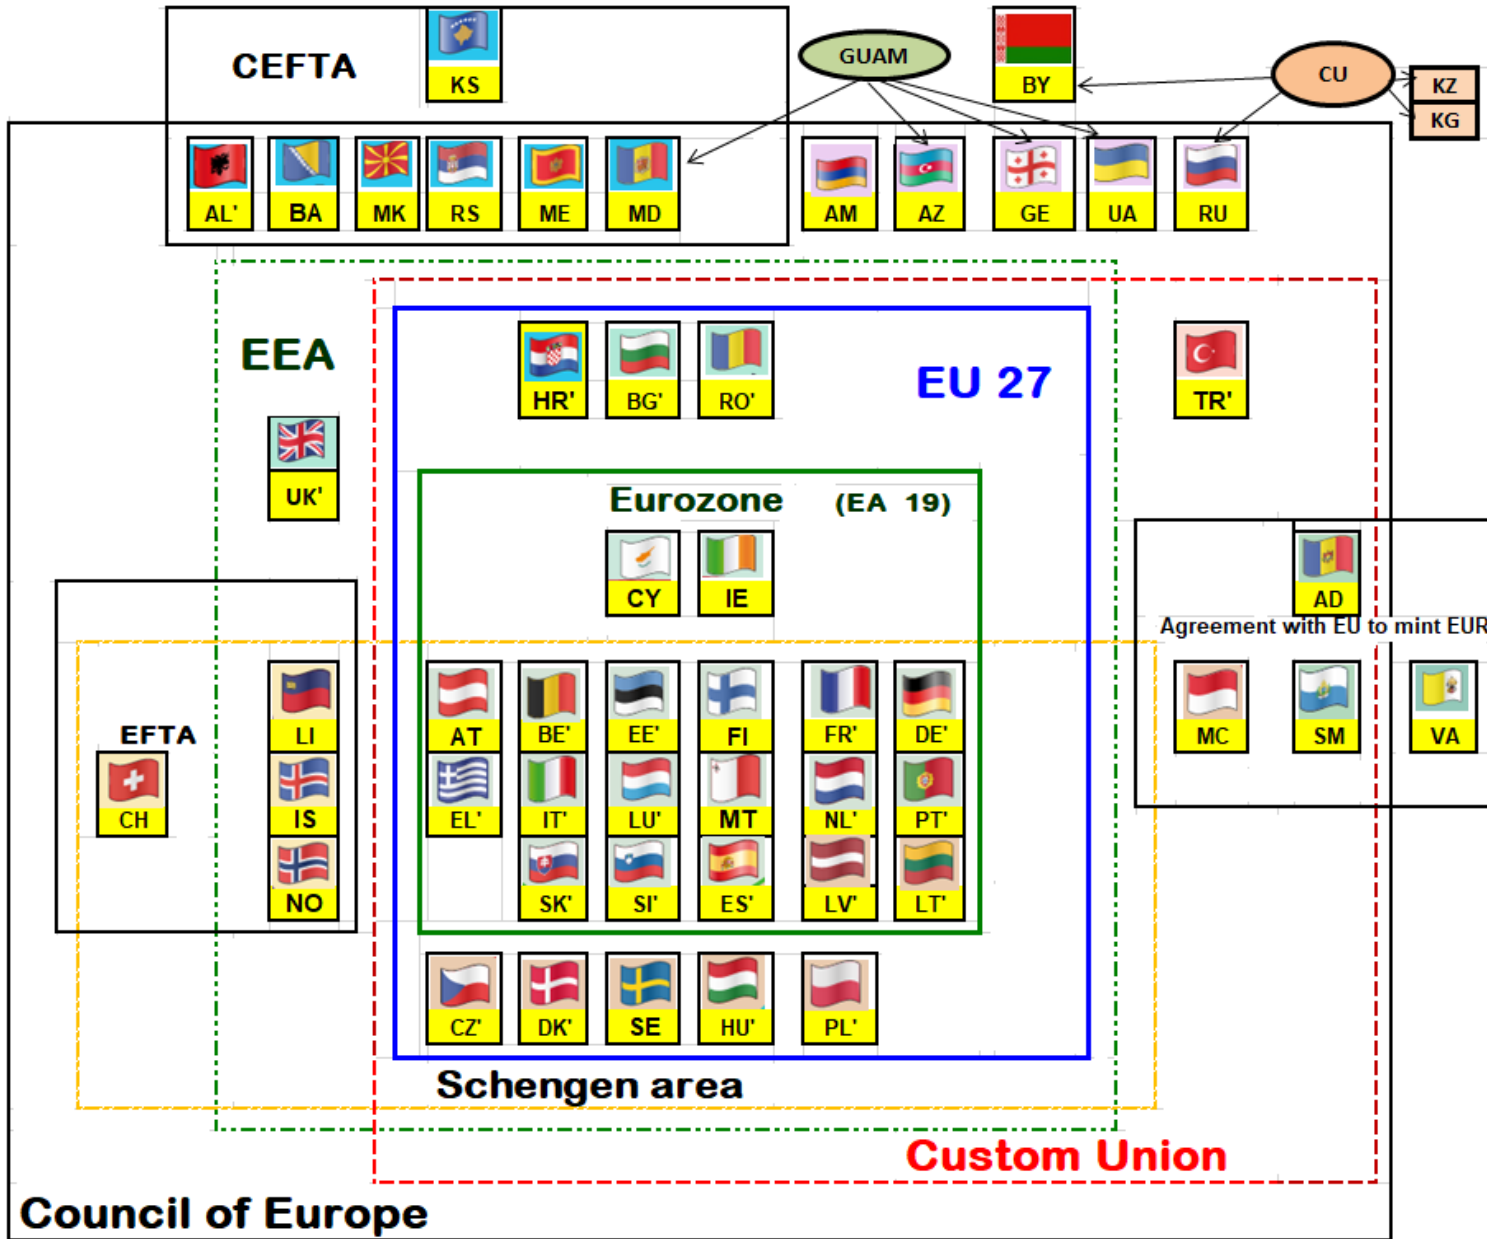 CEFTA
KS
GUAM
BY
CU
KZ
KG
AL'
BA
MK
RS
ME
MD
AM
AZ
GE
UA
RU
EEA
EU 27
HR'
BG'
RO'
TR'
UK'
Eurozone (EA 19)
CY
IE
AD
Agreement with EU to mint EUR
EFTA
LI
AT
BE'
EE'
FI
FR'
DE'
MC
SM
VA
CH
IS
EL'
IT'
LU'
MT
NL'
PT'
NO
SK'
SI'
ES'
LV'
LT'
CZ'
DK'
SE
HU'
PL'
Schengen area
Custom Union
Council of Europe